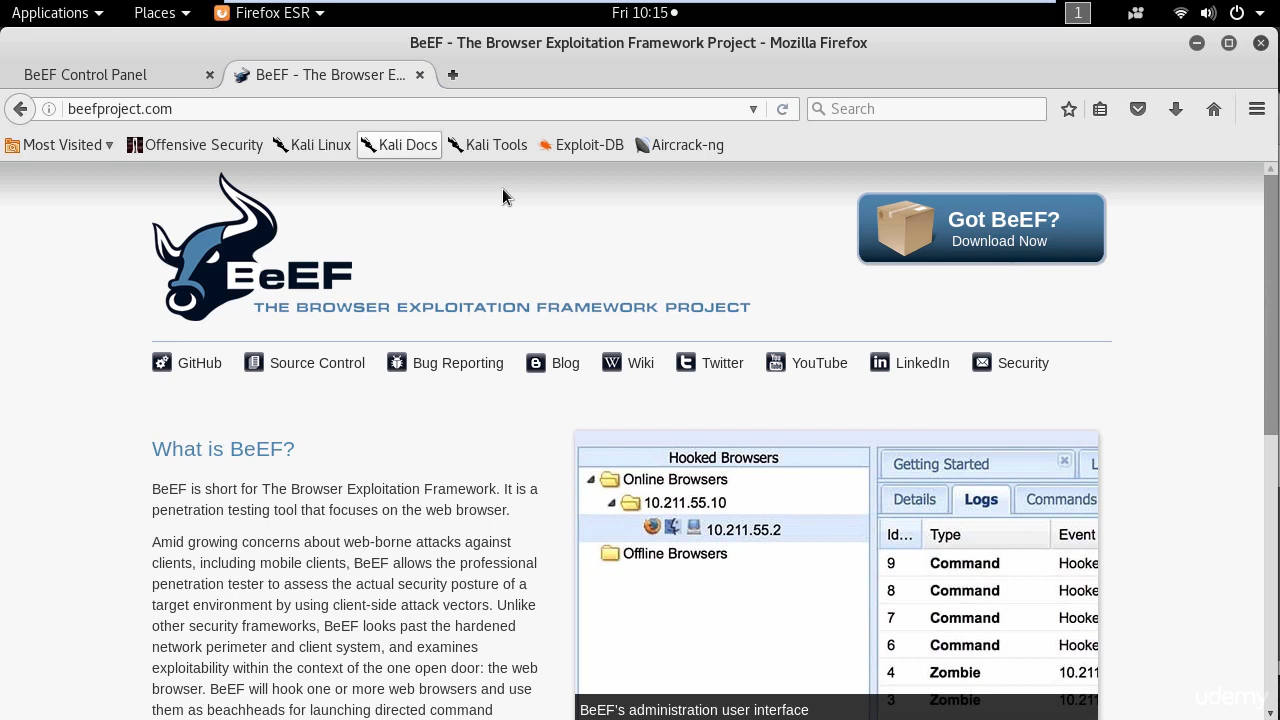 Applications Places Firefox ESR Fri 10:15 1
BeEF - The Browser Exploitation Framework Project - Mozilla Firefox
BeEF Control Panel BeEF - The Browser E...
beefproject.com Search
Most Visited Offensive Security Kali Linux Kali Docs Kali Tools Exploit-DB Aircrack-ng
BeEF
THE BROWSER EXPLOITATION FRAMEWORK PROJECT
Got BeEF?
Download Now
GitHub Source Control Bug Reporting Blog Wiki Twitter YouTube LinkedIn Security
What is BeEF?
BeEF is short for The Browser Exploitation Framework. It is a
penetration testing tool that focuses on the web browser.
Amid growing concerns about web-borne attacks against
clients, including mobile clients, BeEF allows the professional
penetration tester to assess the actual security posture of a
target environment by using client-side attack vectors. Unlike
other security frameworks, BeEF looks past the hardened
network perimeter and client system, and examines
exploitability within the context of the one open door: the web
browser. BeEF will hook one or more web browsers and use
them as beachheads for launching directed command
Hooked Browsers
Online Browsers
10.211.55.10
10.211.55.2
Offline Browsers
Getting Started L
Details Logs Commands
Id... Type Event
9 Command Hooke
8 Command Hooke
7 Command Hooke
6 Command Hooke
4 Zombie 10.211
3 Zombie 10.211
BeEF's administration user interface
udemy